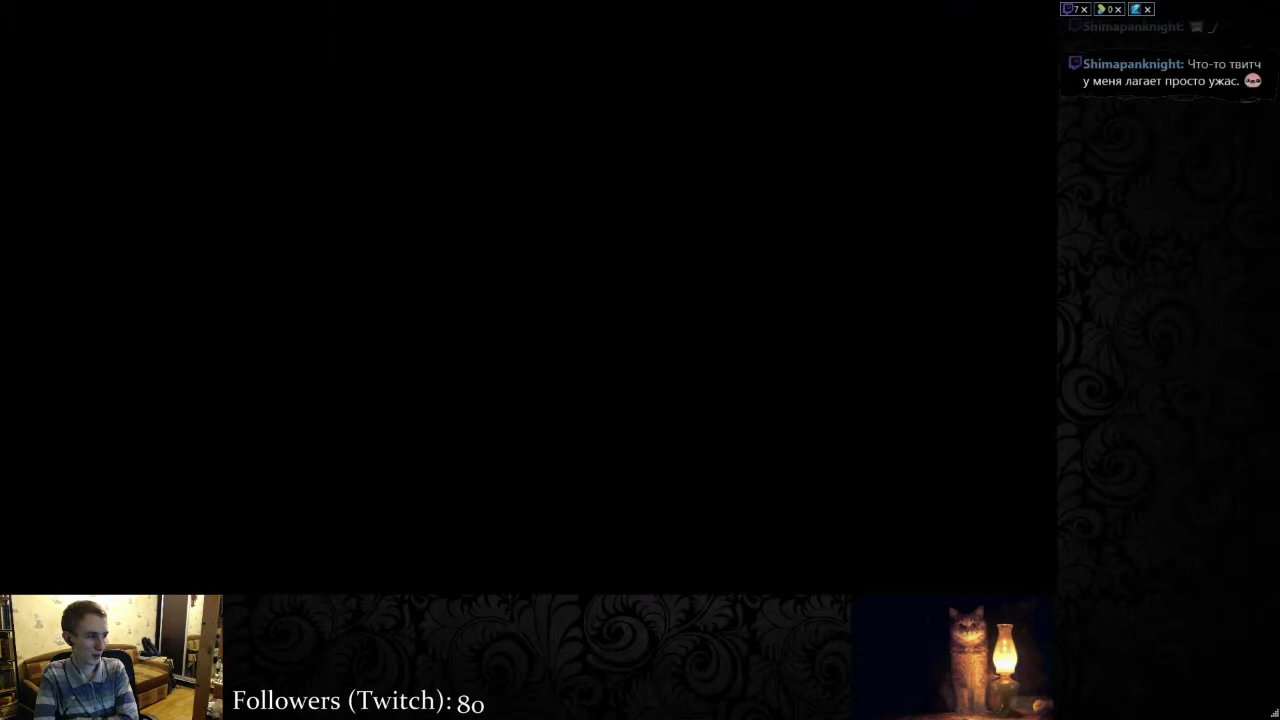 7
0
Shimapanknight:
Shimapanknight: Что-то твитч
у меня лагает просто ужас.
Followers (Twitch): 80